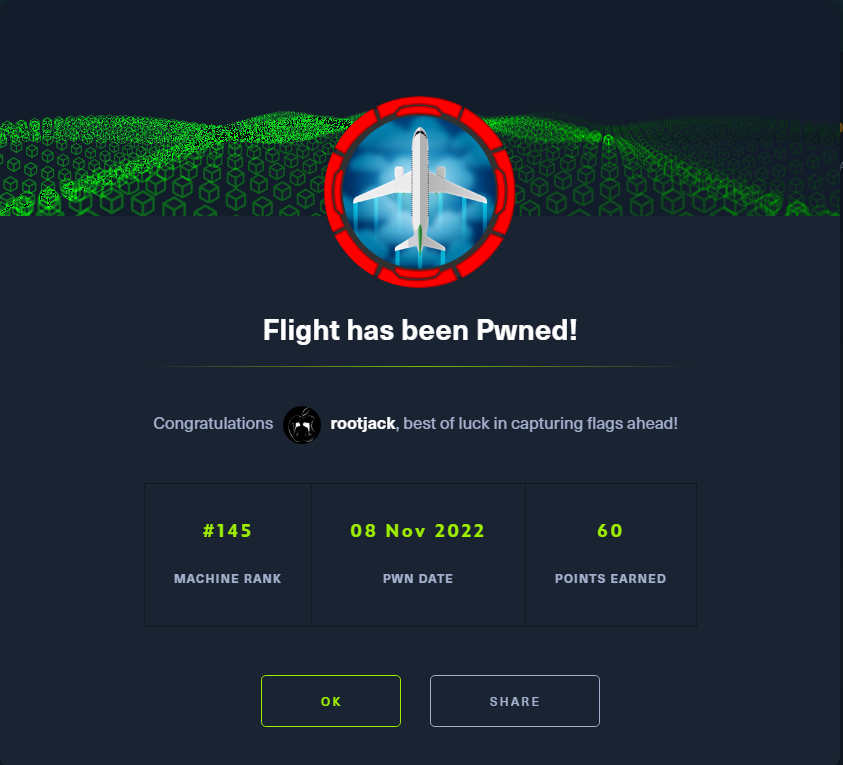 Flight has been Pwned!
Congratulations rootjack, best of luck in capturing flags ahead!
#145 08 Nov 2022 60
MACHINE RANK PWN DATE POINTS EARNED
OK SHARE